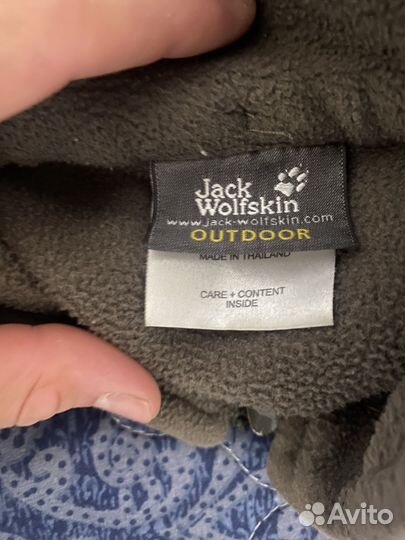 Jack
Wolfskin
www.jack-wolfskin.com
OUTDOOR
MADE IN THAILAND
CARE + CONTENT
INSIDE
Avito